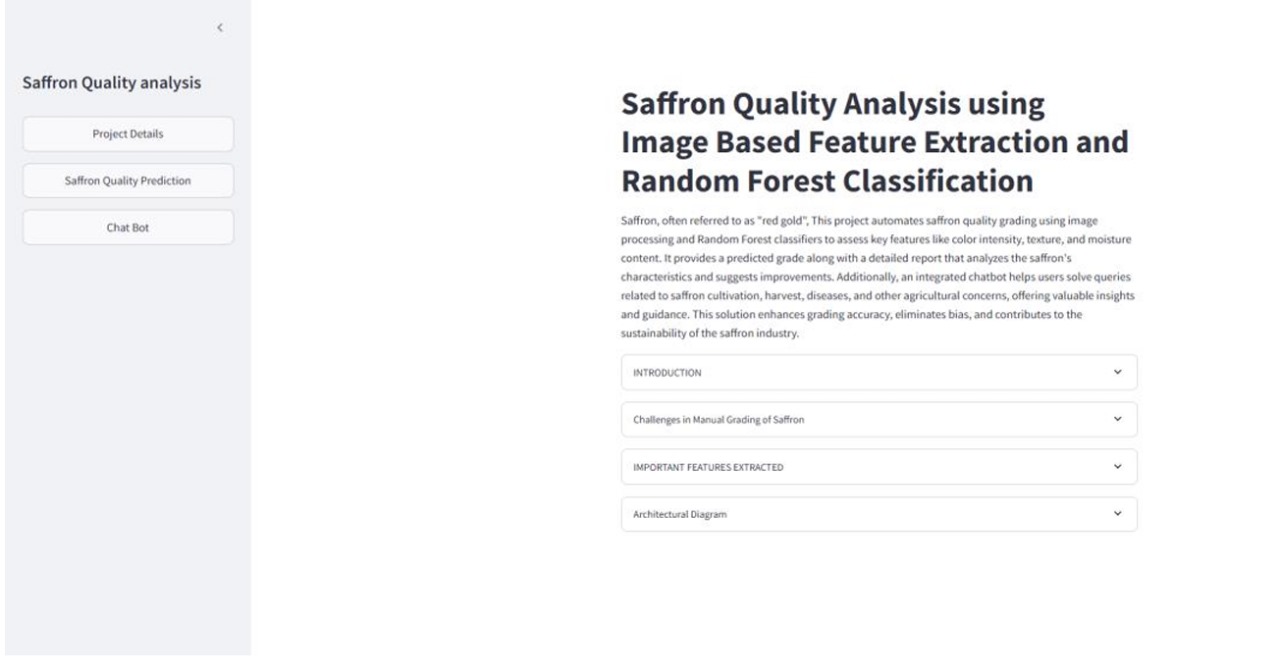 Saffron Quality analysis
Project Details
Saffron Quality Prediction
Chat Bot
Saffron Quality Analysis using
Image Based Feature Extraction and
Random Forest Classification
Saffron, often referred to as "red gold", This project automates saffron quality grading using image
processing and Random Forest classifiers to assess key features like color intensity, texture, and moisture
content. It provides a predicted grade along with a detailed report that analyzes the saffron's
characteristics and suggests improvements. Additionally, an integrated chatbot helps users solve queries
related to saffron cultivation, harvest, diseases, and other agricultural concerns, offering valuable insights
and guidance. This solution enhances grading accuracy, eliminates bias, and contributes to the
sustainability of the saffron industry.
INTRODUCTION
Challenges in Manual Grading of Saffron
IMPORTANT FEATURES EXTRACTED
Architectural Diagram